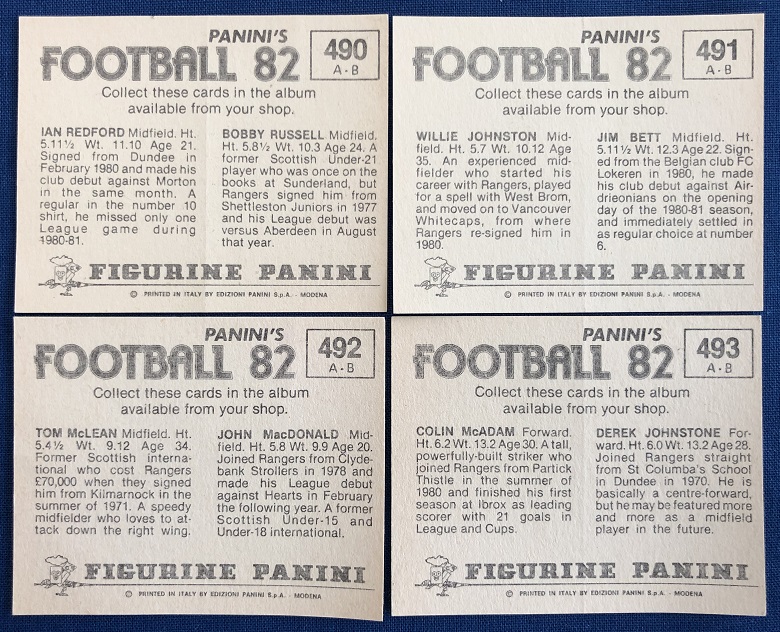 PANINI'S
FOOTBALL 82
490
A-B
Collect these cards in the album
available from your shop.
IAN REDFORD Midfield. Ht.
5.11½ Wt. 11.10 Age 21.
Signed from Dundee in
February 1980 and made his
club debut against Morton
in the same month. A
regular in the number 10
shirt, he missed only one
League game during
1980-81.
BOBBY RUSSELL Midfield.
Ht. 5.8½ Wt. 10.3 Age 24. A
former Scottish Under-21
player who was once on the
books at Sunderland, but
Rangers signed him from
Shettleston Juniors in 1977
and his League debut was
versus Aberdeen in August
that year.
FIGURINE PANINI
© PRINTED IN ITALY BY EDIZIONI PANINI S.p.A. - MODENA
PANINI'S
FOOTBALL 82
491
A-B
Collect these cards in the album
available from your shop.
WILLIE JOHNSTON Mid-
field. Ht. 5.7 Wt. 10.12 Age
35. An experienced mid-
fielder who started his
career with Rangers, played
for a spell with West Brom,
and moved on to Vancouver
Whitecaps, from where
Rangers re-signed him in
1980.
JIM BETT Midfield. Ht.
5.11½ Wt. 12.3 Age 22. Sign-
ed from the Belgian club FC
Lokeren in 1980, he made
his club debut against Air-
drieonians on the opening
day of the 1980-81 season,
and immediately settled in
as regular choice at number
6.
FIGURINE PANINI
© PRINTED IN ITALY BY EDIZIONI PANINI S.p.A. - MODENA
PANINI'S
FOOTBALL 82
492
A-B
Collect these cards in the album
available from your shop.
TOM McLEAN Midfield. Ht.
5.4½ Wt. 9.12 Age 34.
Former Scottish interna-
tional who cost Rangers
£70,000 when they signed
him from Kilmarnock in the
summer of 1971. A speedy
midfielder who loves to at-
tack down the right wing.
JOHN MacDONALD Mid-
field. Ht. 5.8 Wt. 9.9 Age 20.
Joined Rangers from Clyde-
bank Strollers in 1978 and
made his League debut
against Hearts in February
the following year. A former
Scottish Under-15 and
Under-18 international.
FIGURINE PANINI
© PRINTED IN ITALY BY EDIZIONI PANINI S.p.A. - MODENA
PANINI'S
FOOTBALL 82
493
A-B
Collect these cards in the album
available from your shop.
COLIN McADAM Forward.
Ht. 6.2 Wt. 13.2 Age 30. A tall,
powerfully-built striker who
joined Rangers from Partick
Thistle in the summer of
1980 and finished his first
season at Ibrox as leading
scorer with 21 goals in
League and Cups.
DEREK JOHNSTONE For-
ward. Ht. 6.0 Wt. 13.2 Age 28.
Joined Rangers straight
from St Columba's School
in Dundee in 1970. He is
basically a centre-forward,
but he may be featured more
and more as a midfield
player in the future.
FIGURINE PANINI
© PRINTED IN ITALY BY EDIZIONI PANINI S.p.A. - MODENA